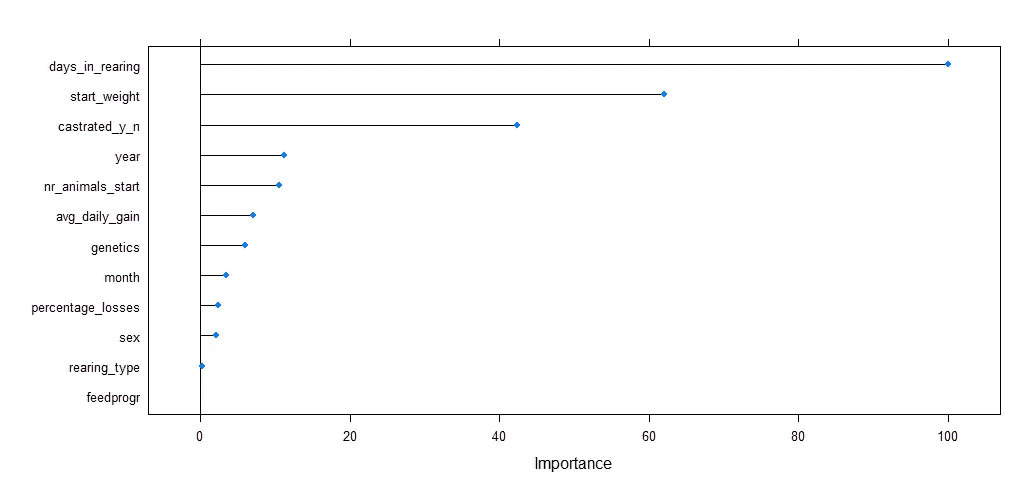 days_in_rearing
start_weight
castrated_y_n
year
nr_animals_start
avg_daily_gain
genetics
month
percentage_losses
sex
rearing_type
feedprogr
0 20 40 60 80 100
Importance